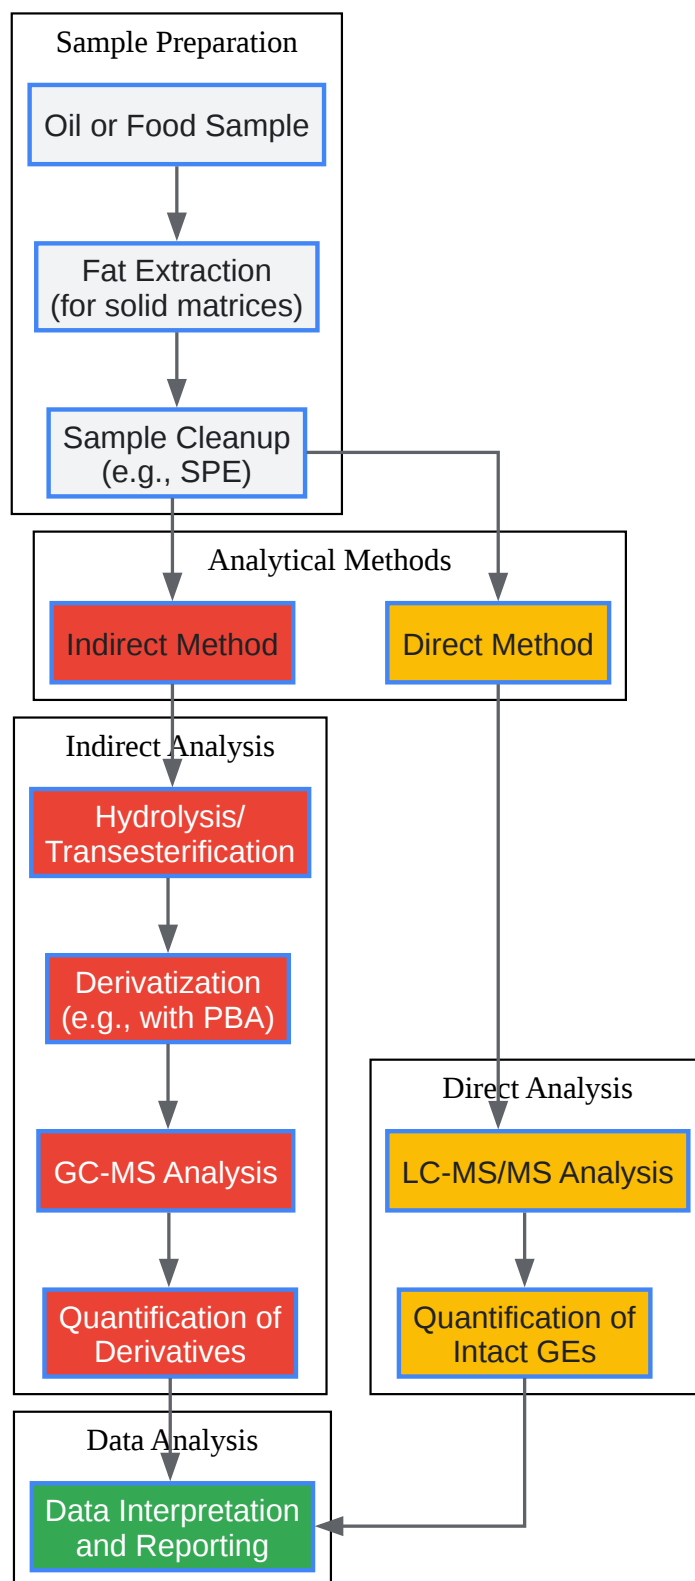 Sample Preparation
Oil or Food Sample
Fat Extraction
(for solid matrices)
Sample Cleanup
(e.g., SPE)
Analytical Methods
Indirect Method
Direct Method
Indirect Analysis
Hydrolysis/
Transesterification
Derivatization
(e.g., with PBA)
GC-MS Analysis
Quantification of
Derivatives
Direct Analysis
LC-MS/MS Analysis
Quantification of
Intact GEs
Data Analysis
Data Interpretation
and Reporting